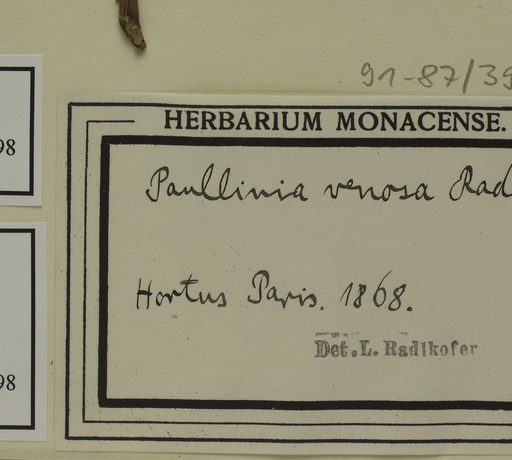 91-87/39
HERBARIUM MONACENSE.
98
Paullinia venosa Rad
Hortus Paris. 1868.
Det. L. Radlkofer
98